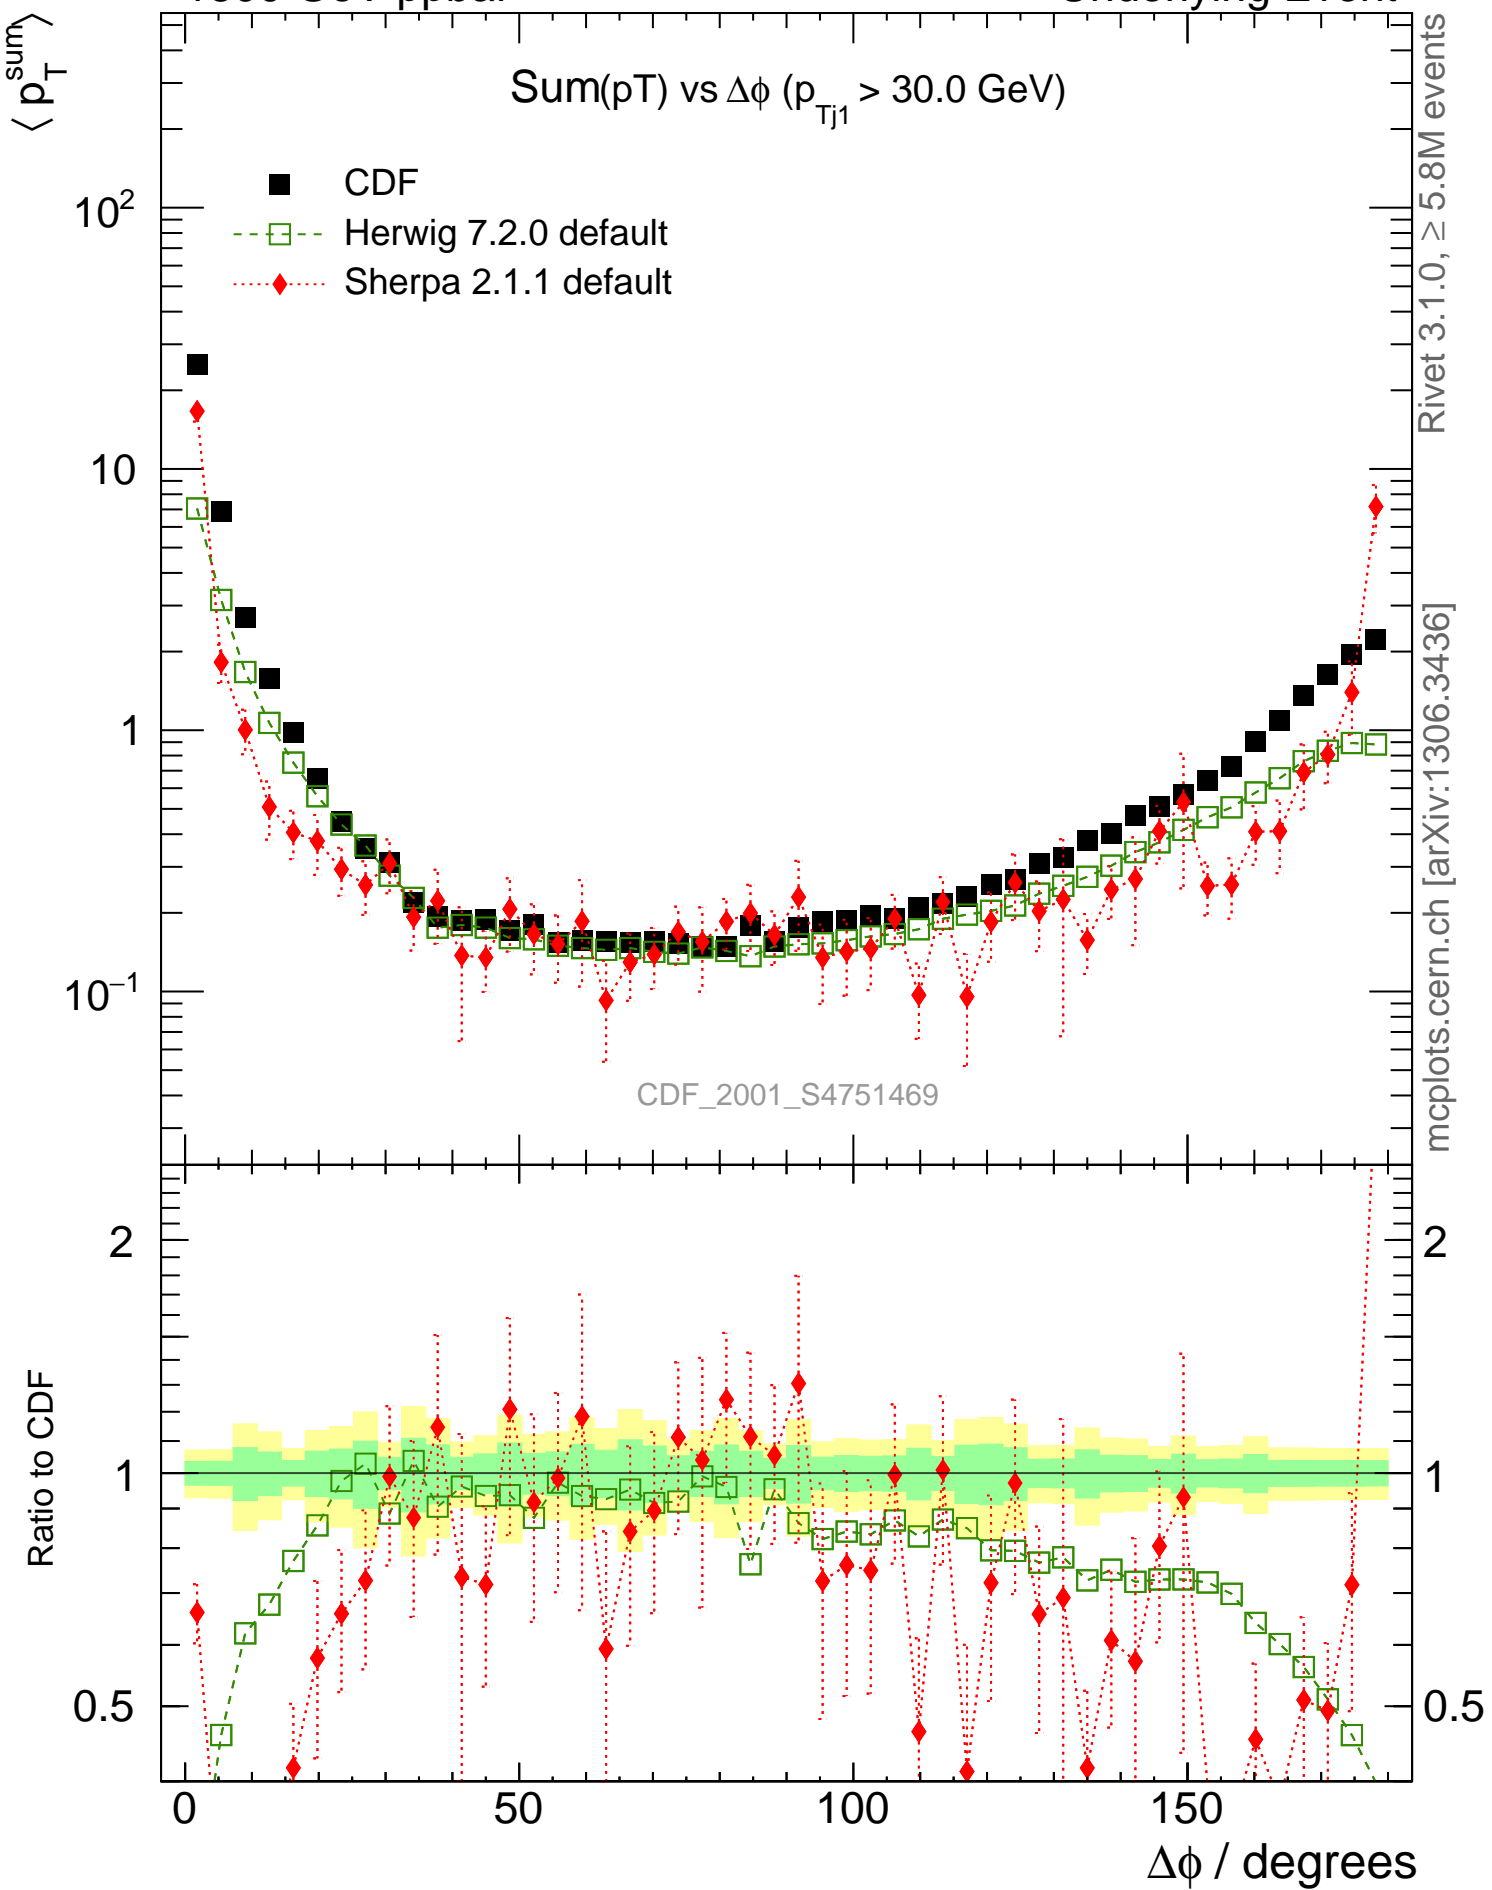 ⟨ p_T^sum ⟩
Sum(pT) vs Δϕ (p_Tj1 > 30.0 GeV)
CDF
Herwig 7.2.0 default
Sherpa 2.1.1 default
10²
10
1
10⁻¹
CDF_2001_S4751469
Rivet 3.1.0, ≥ 5.8M events
mcplots.cern.ch [arXiv:1306.3436]
Ratio to CDF
2
1
0.5
2
1
0.5
0 50 100 150
Δϕ / degrees